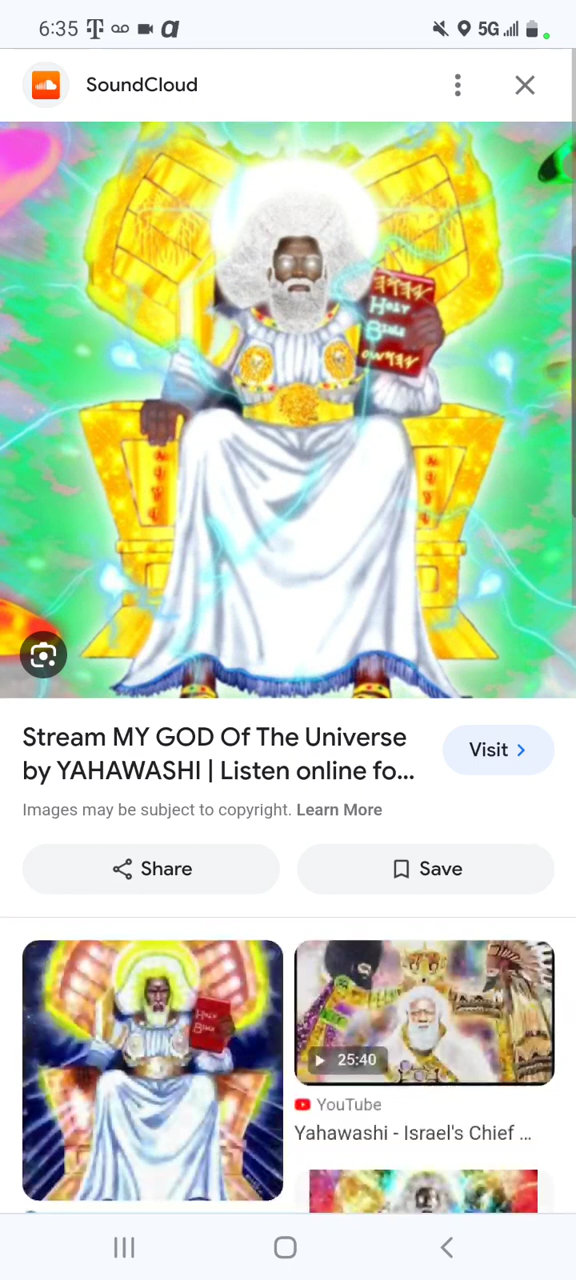 6:35
5G
SoundCloud
Holy
Bible
Stream MY GOD Of The Universe
by YAHAWASHI | Listen online fo...
Visit
Images may be subject to copyright. Learn More
Share
Save
Holy
Bible
25:40
YouTube
Yahawashi - Israel's Chief ...